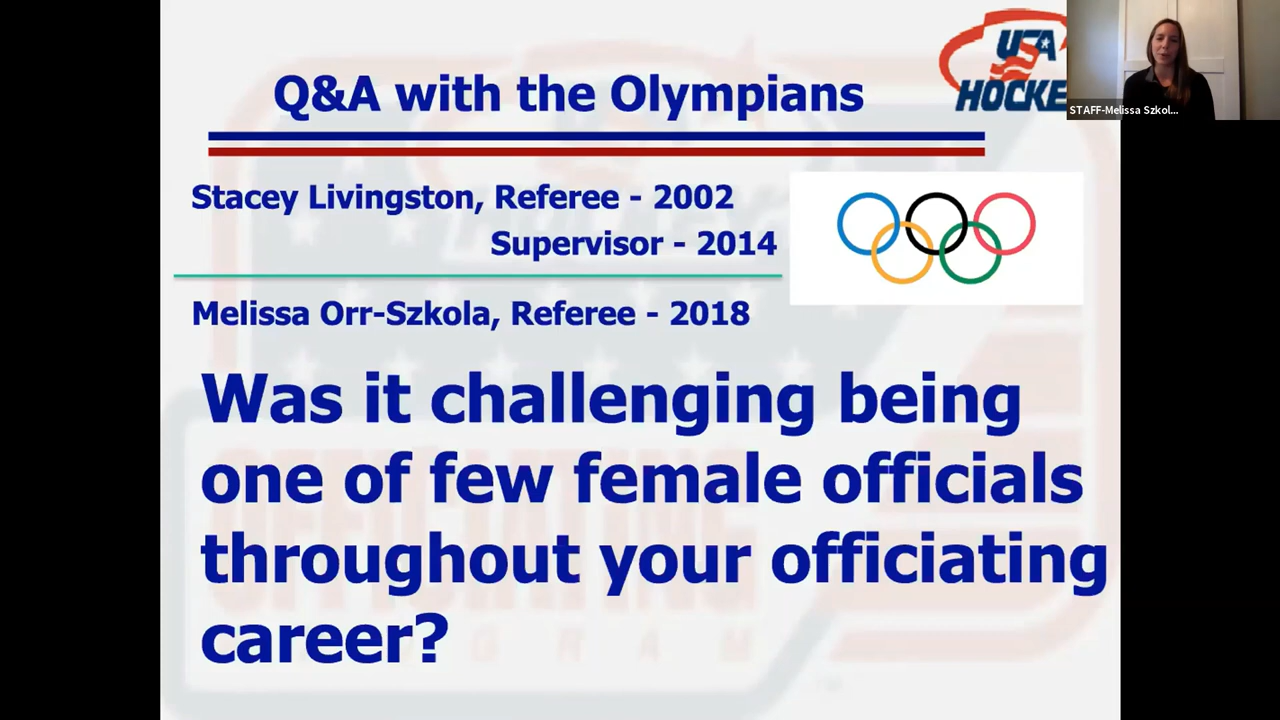 Q&A with the Olympians
USA
HOCKE
STAFF-Melissa Szkol...
Stacey Livingston, Referee - 2002
Supervisor - 2014
Melissa Orr-Szkola, Referee - 2018
Was it challenging being
one of few female officials
throughout your officiating
career?
OFFICIATING